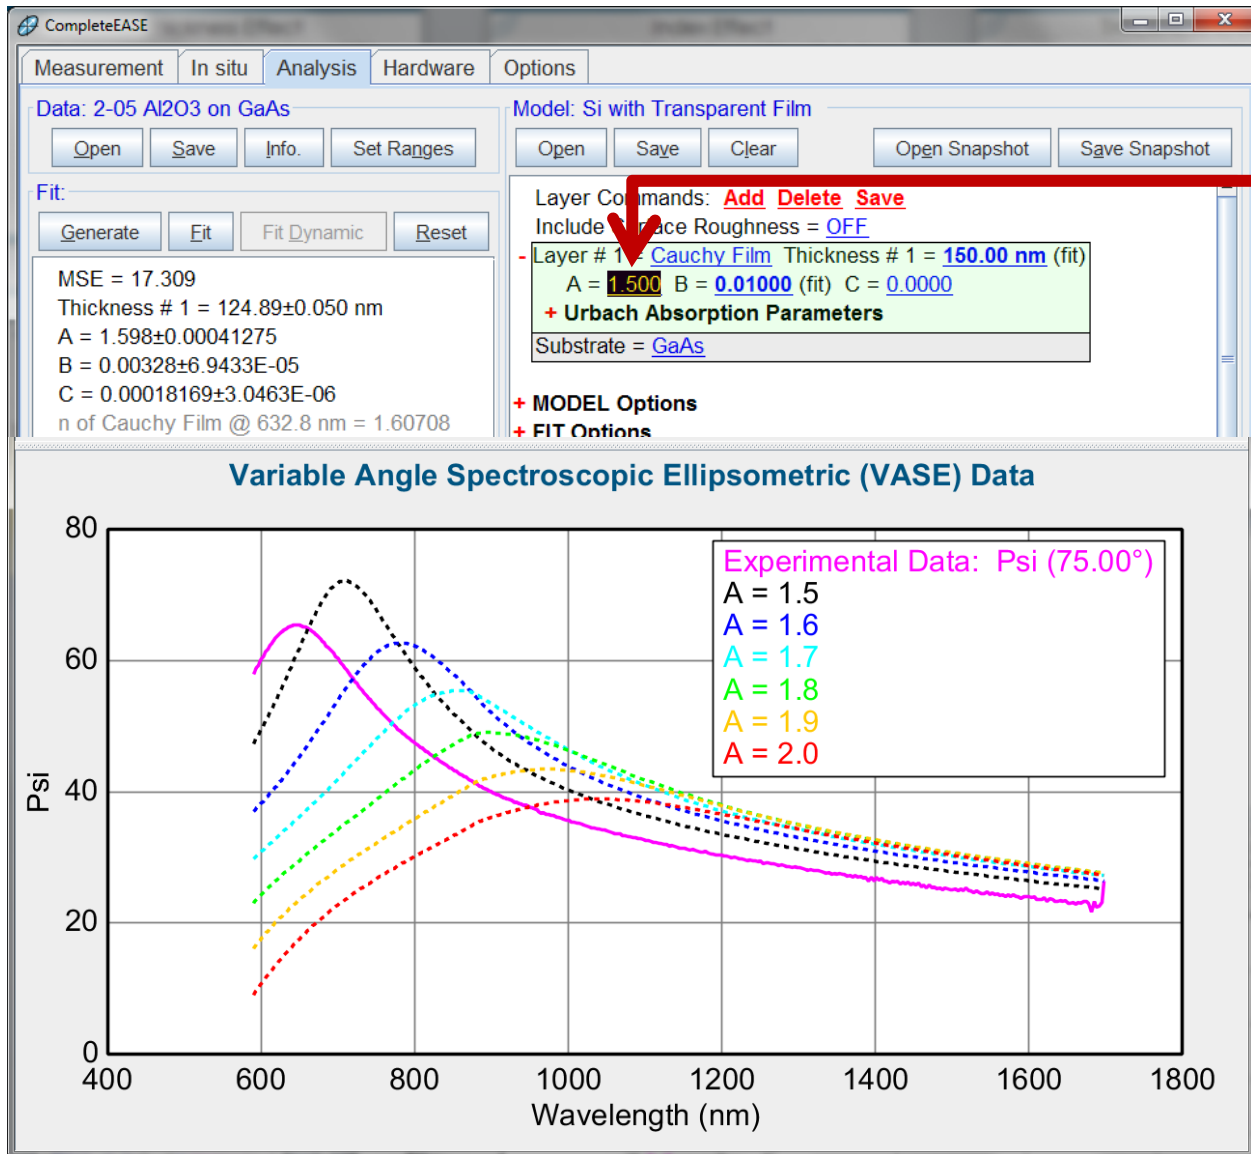 CompleteEASE
Measurement In situ Analysis Hardware Options
Data: 2-05 Al2O3 on GaAs
Open Save Info. Set Ranges
Fit:
Generate Fit Fit Dynamic Reset
MSE = 17.309
Thickness # 1 = 124.89±0.050 nm
A = 1.598±0.00041275
B = 0.00328±6.9433E-05
C = 0.00018169±3.0463E-06
n of Cauchy Film @ 632.8 nm = 1.60708
Model: Si with Transparent Film
Open Save Clear Open Snapshot Save Snapshot
Layer Commands: Add Delete Save
Include Surface Roughness = OFF
- Layer # 1 = Cauchy Film Thickness # 1 = 150.00 nm (fit)
A = 1.500 B = 0.01000 (fit) C = 0.0000
+ Urbach Absorption Parameters
Substrate = GaAs
+ MODEL Options
+ FIT Options
Variable Angle Spectroscopic Ellipsometric (VASE) Data
Experimental Data: Psi (75.00°)
A = 1.5
A = 1.6
A = 1.7
A = 1.8
A = 1.9
A = 2.0
Psi
80
60
40
20
0
400 600 800 1000 1200 1400 1600 1800
Wavelength (nm)